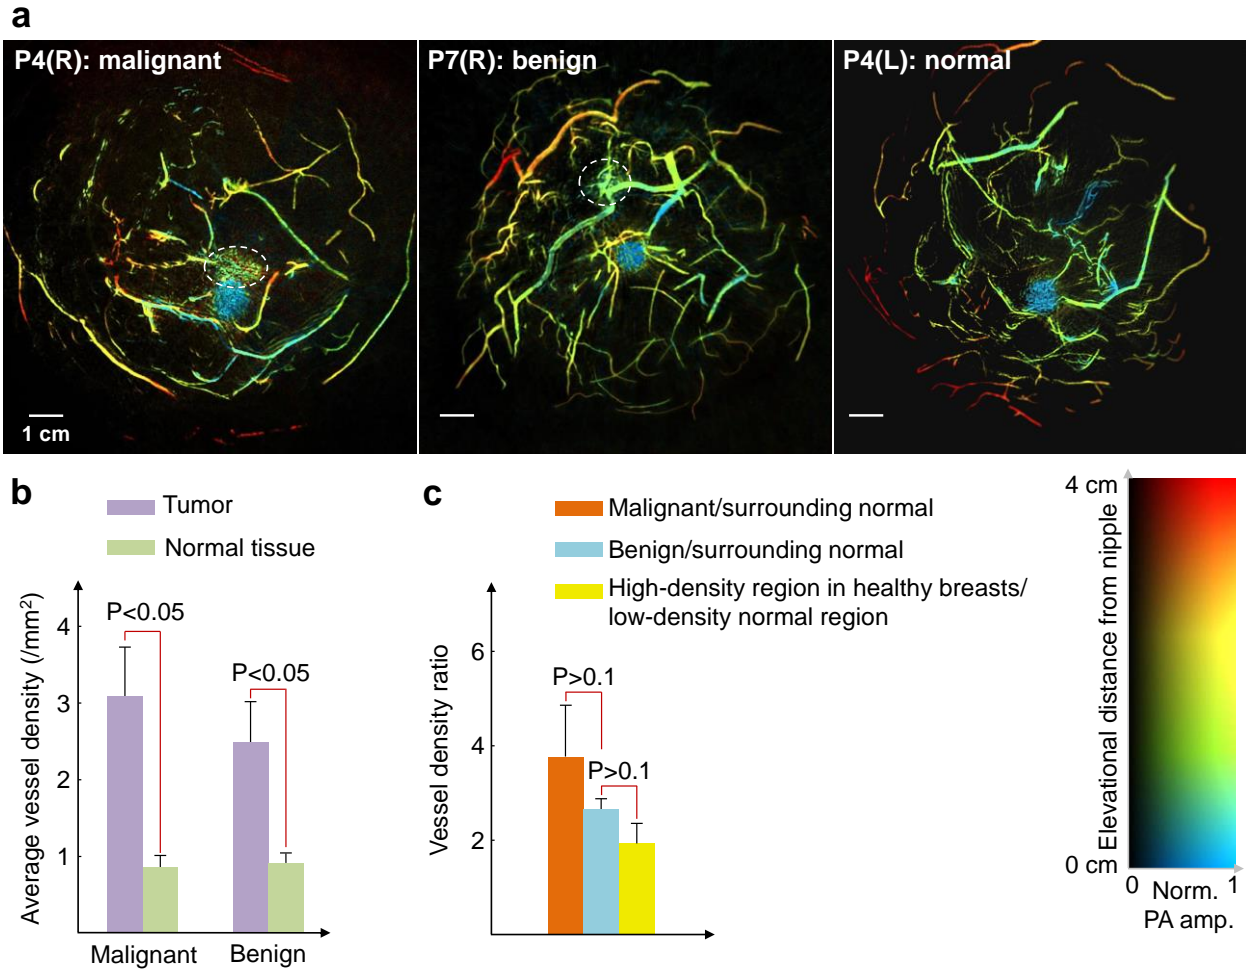 a
P4(R): malignant
P7(R): benign
P4(L): normal
1 cm
b
Tumor
Normal tissue
Average vessel density (/mm²)
4
3
2
1
P<0.05
P<0.05
Malignant
Benign
c
Malignant/surrounding normal
Benign/surrounding normal
High-density region in healthy breasts/
low-density normal region
Vessel density ratio
6
4
2
P>0.1
P>0.1
4 cm
Elevational distance from nipple
0 cm
0
1
Norm.
PA amp.